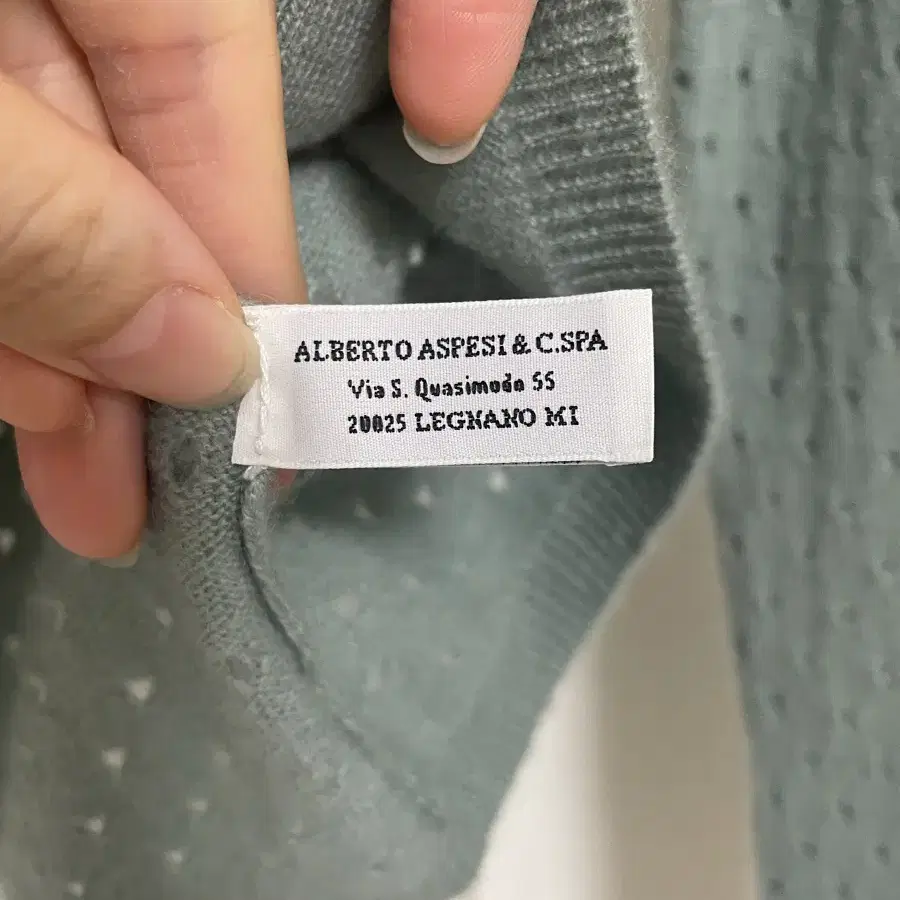 ALBERTO ASPESI & C.SPA
Via S. Quasimodo 55
20025 LEGNANO MI